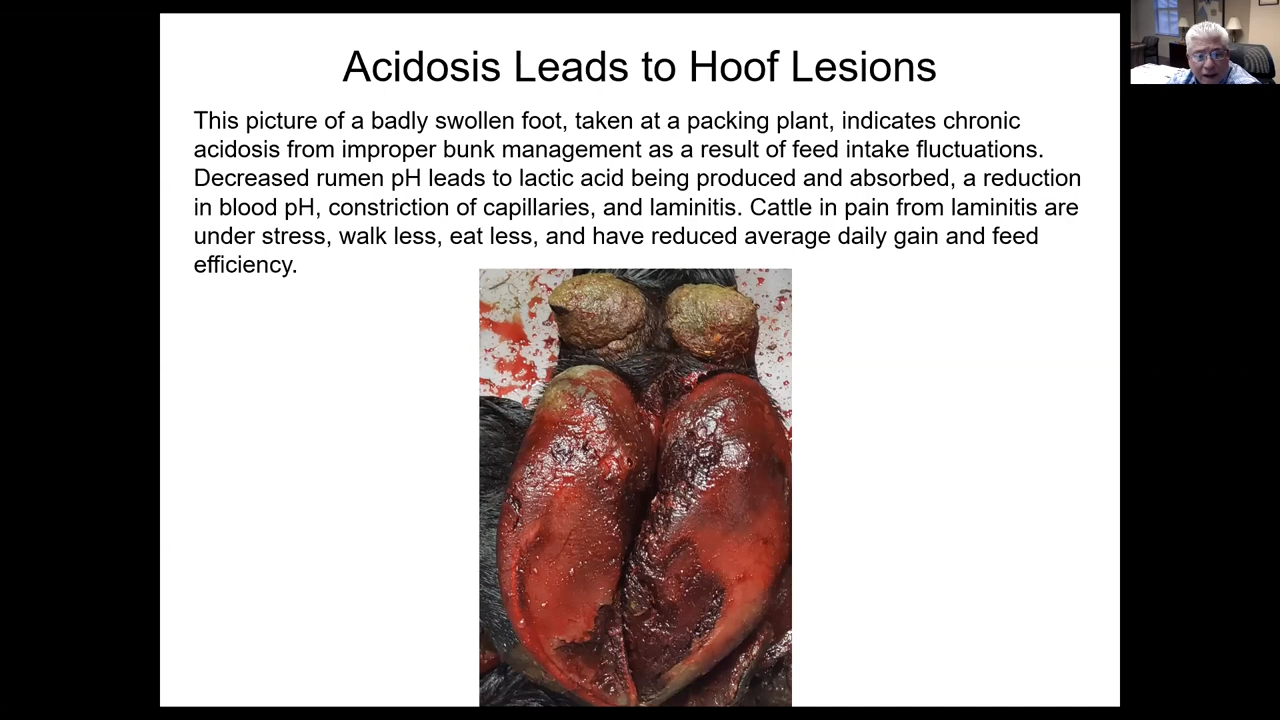 Acidosis Leads to Hoof Lesions
This picture of a badly swollen foot, taken at a packing plant, indicates chronic
acidosis from improper bunk management as a result of feed intake fluctuations.
Decreased rumen pH leads to lactic acid being produced and absorbed, a reduction
in blood pH, constriction of capillaries, and laminitis. Cattle in pain from laminitis are
under stress, walk less, eat less, and have reduced average daily gain and feed
efficiency.